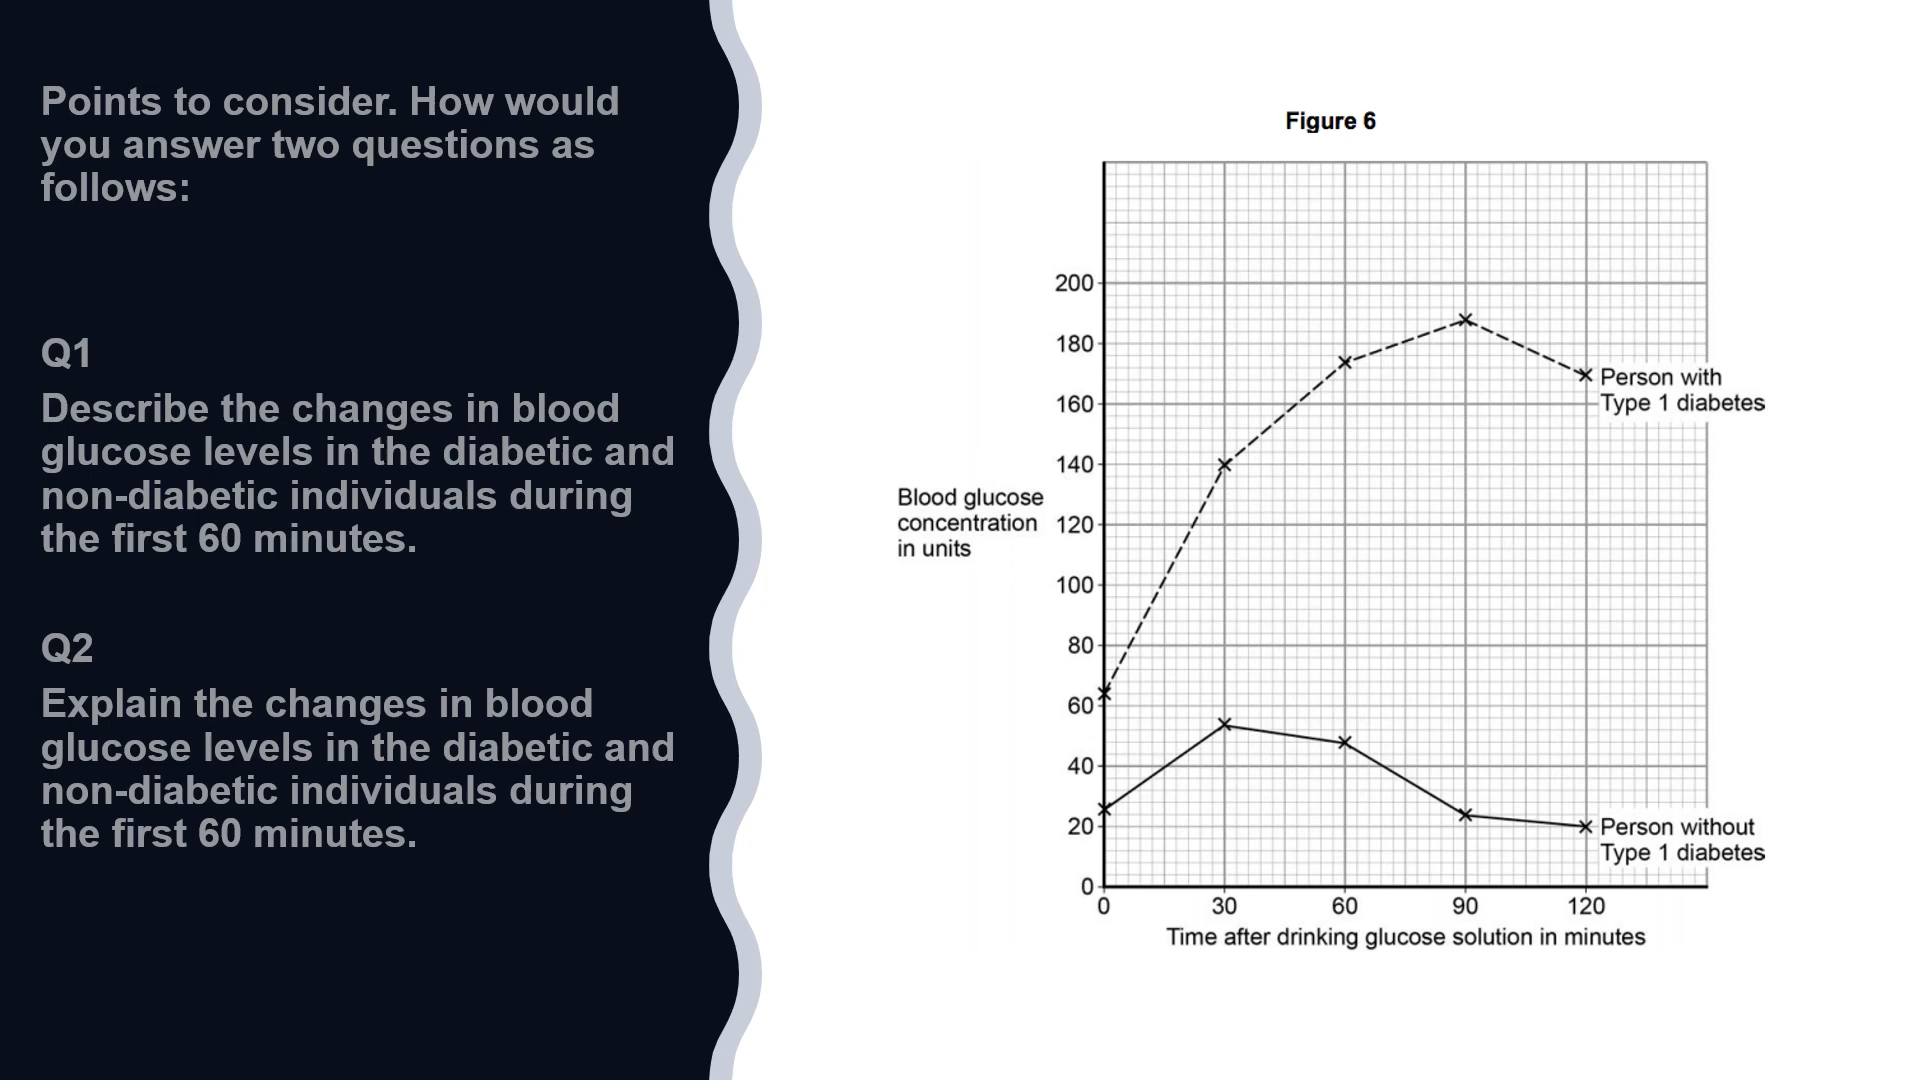 Points to consider. How would
you answer two questions as
follows:
Q1
Describe the changes in blood
glucose levels in the diabetic and
non-diabetic individuals during
the first 60 minutes.
Q2
Explain the changes in blood
glucose levels in the diabetic and
non-diabetic individuals during
the first 60 minutes.
Figure 6
200
180
160
140
120
100
80
60
40
20
0
Blood glucose
concentration
in units
Person with
Type 1 diabetes
Person without
Type 1 diabetes
0 30 60 90 120
Time after drinking glucose solution in minutes